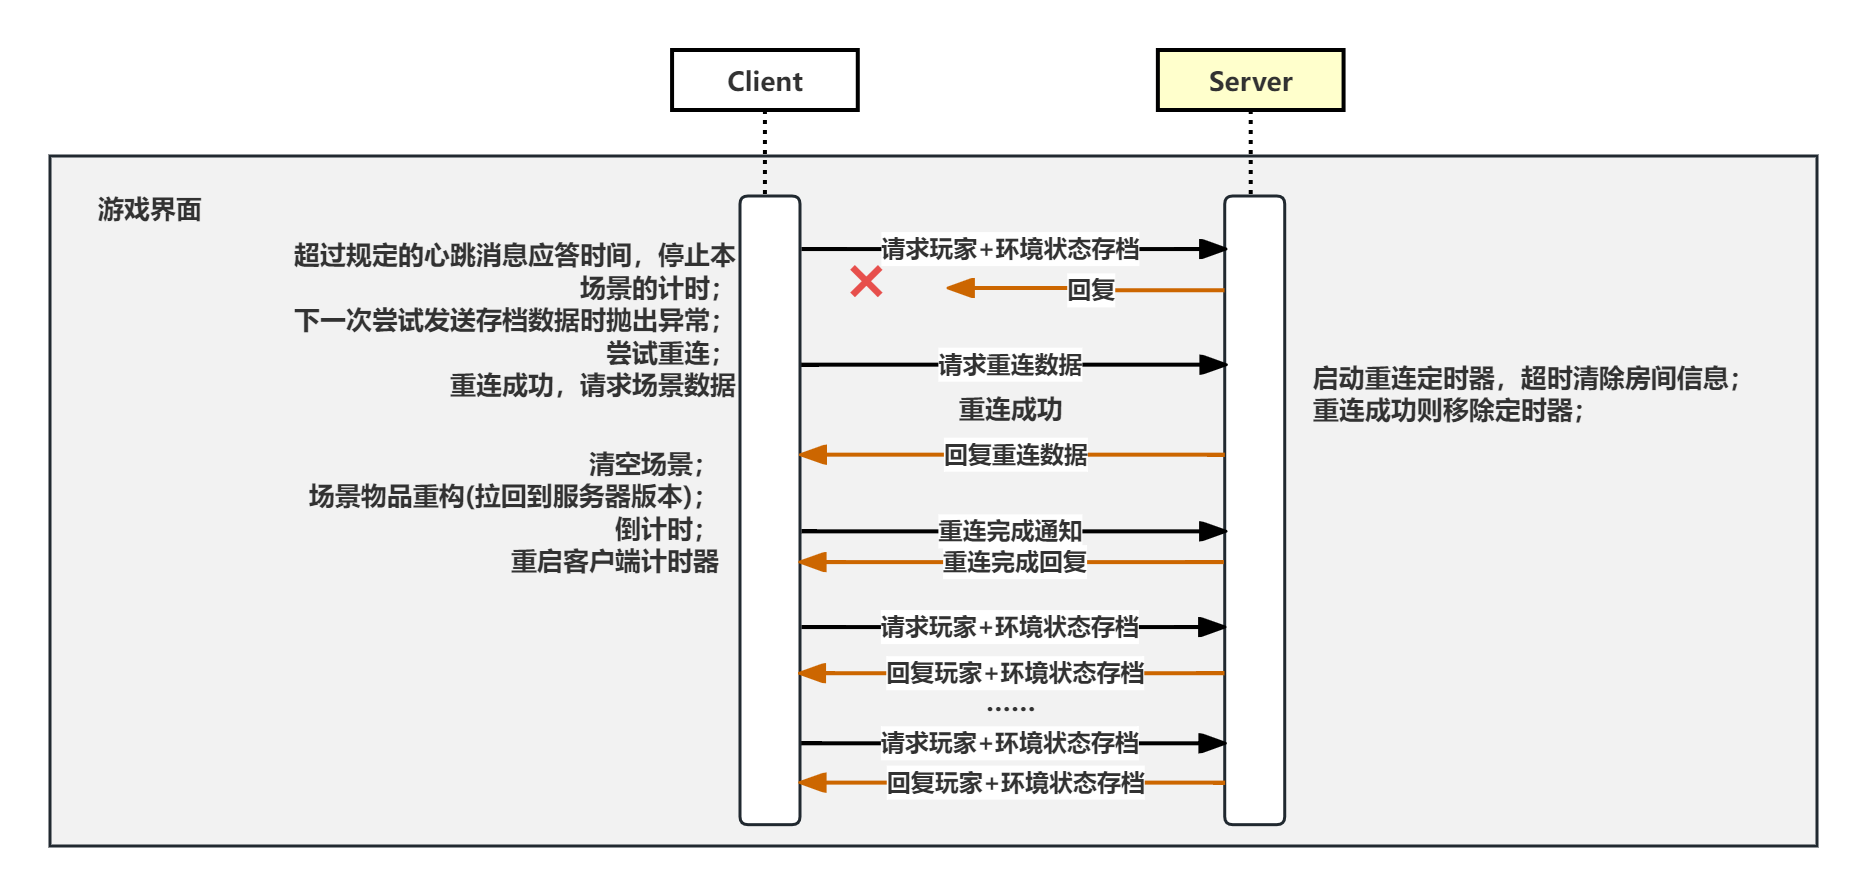 Client
Server
游戏界面
超过规定的心跳消息应答时间，停止本
场景的计时；
下一次尝试发送存档数据时抛出异常；
尝试重连；
重连成功，请求场景数据
清空场景；
场景物品重构(拉回到服务器版本)；
倒计时；
重启客户端计时器
请求玩家+环境状态存档
回复
请求重连数据
重连成功
回复重连数据
重连完成通知
重连完成回复
请求玩家+环境状态存档
回复玩家+环境状态存档
......
请求玩家+环境状态存档
回复玩家+环境状态存档
启动重连定时器，超时清除房间信息；
重连成功则移除定时器；